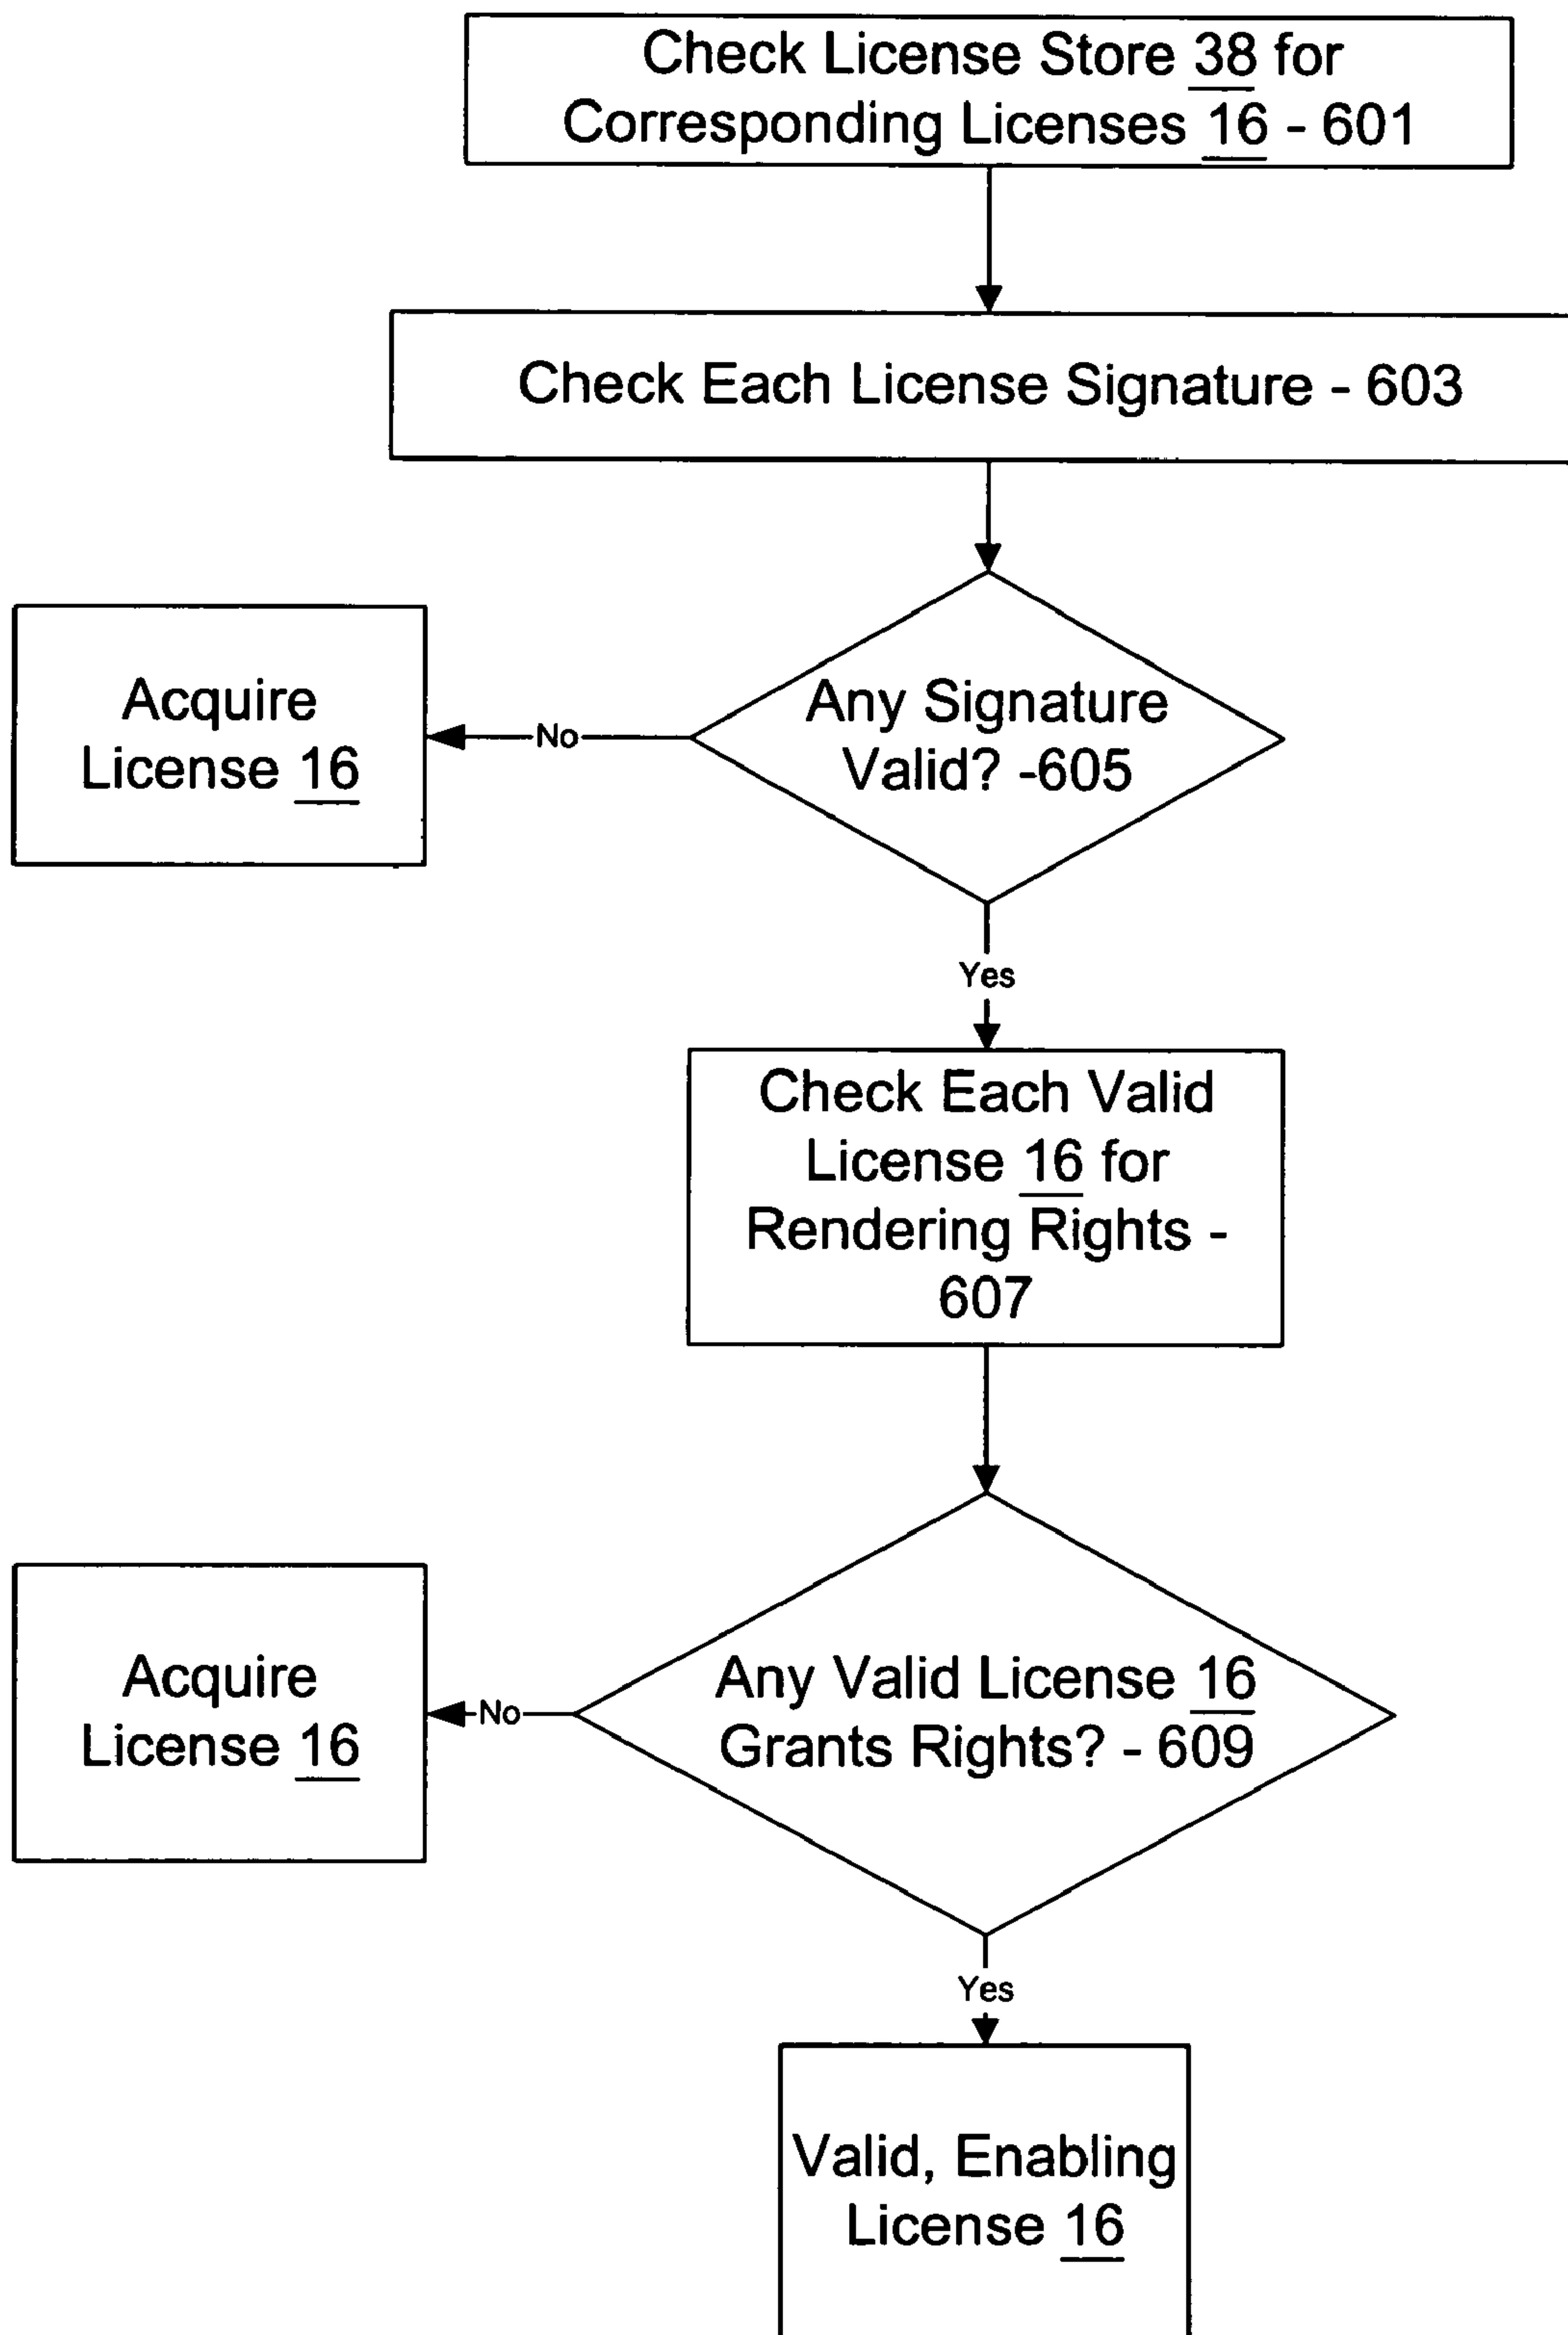 Check License Store 38 for
Corresponding Licenses 16 - 601
Check Each License Signature - 603
Any Signature
Valid? -605
No
Acquire
License 16
Yes
Check Each Valid
License 16 for
Rendering Rights -
607
Any Valid License 16
Grants Rights? - 609
No
Acquire
License 16
Yes
Valid, Enabling
License 16